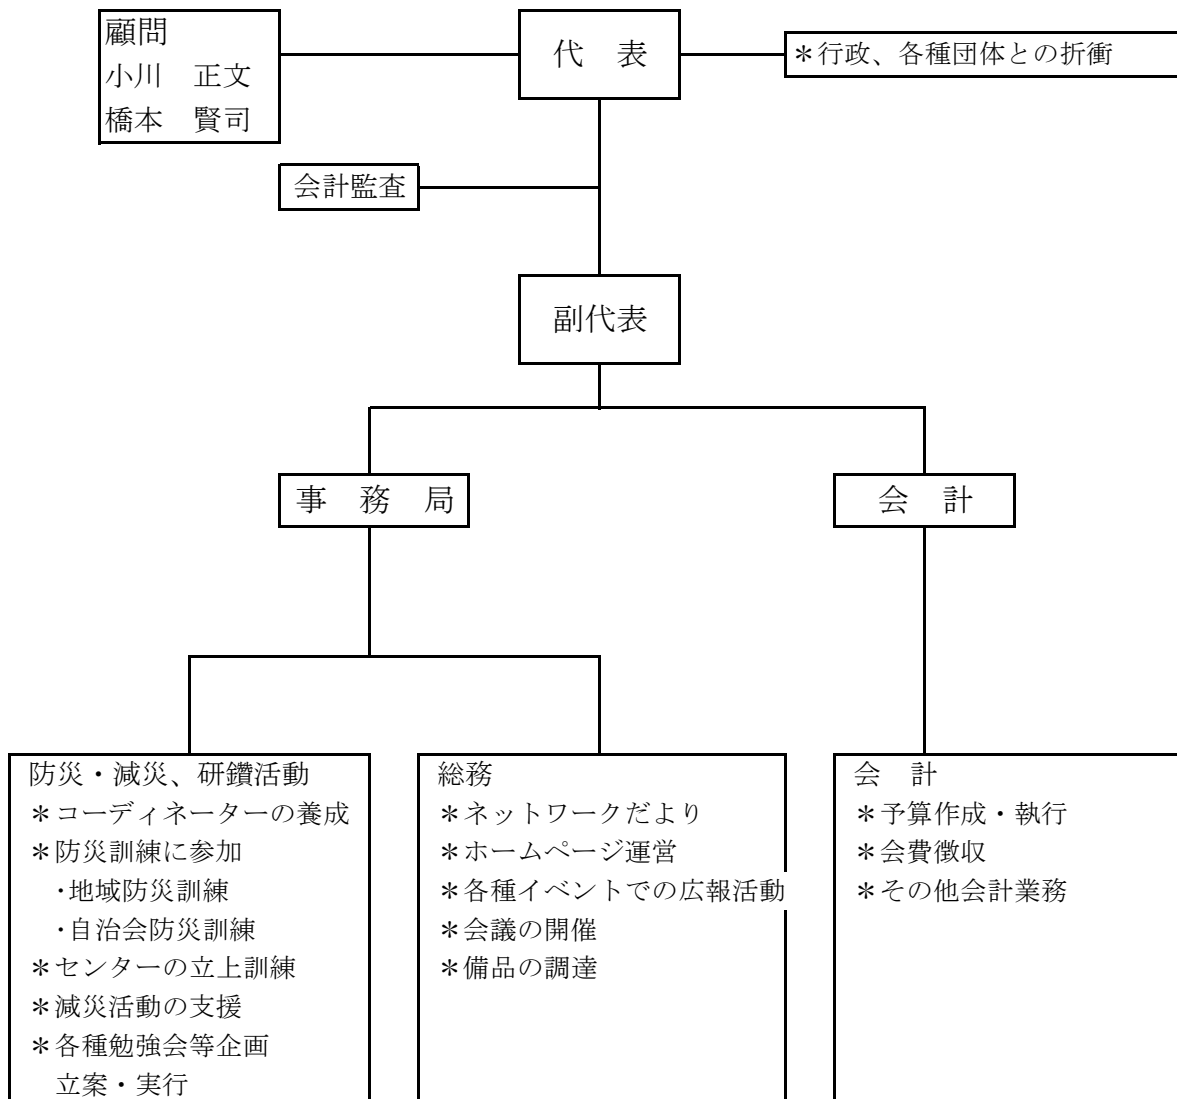 顧問
小川　正文
橋本　賢司
代　表
＊行政、各種団体との折衝
会計監査
副代表
事　務　局
会　計
防災・減災、研鑽活動
＊コーディネーターの養成
＊防災訓練に参加
・地域防災訓練
・自治会防災訓練
＊センターの立上訓練
＊減災活動の支援
＊各種勉強会等企画
立案・実行
総務
＊ネットワークだより
＊ホームページ運営
＊各種イベントでの広報活動
＊会議の開催
＊備品の調達
会　計
＊予算作成・執行
＊会費徴収
＊その他会計業務